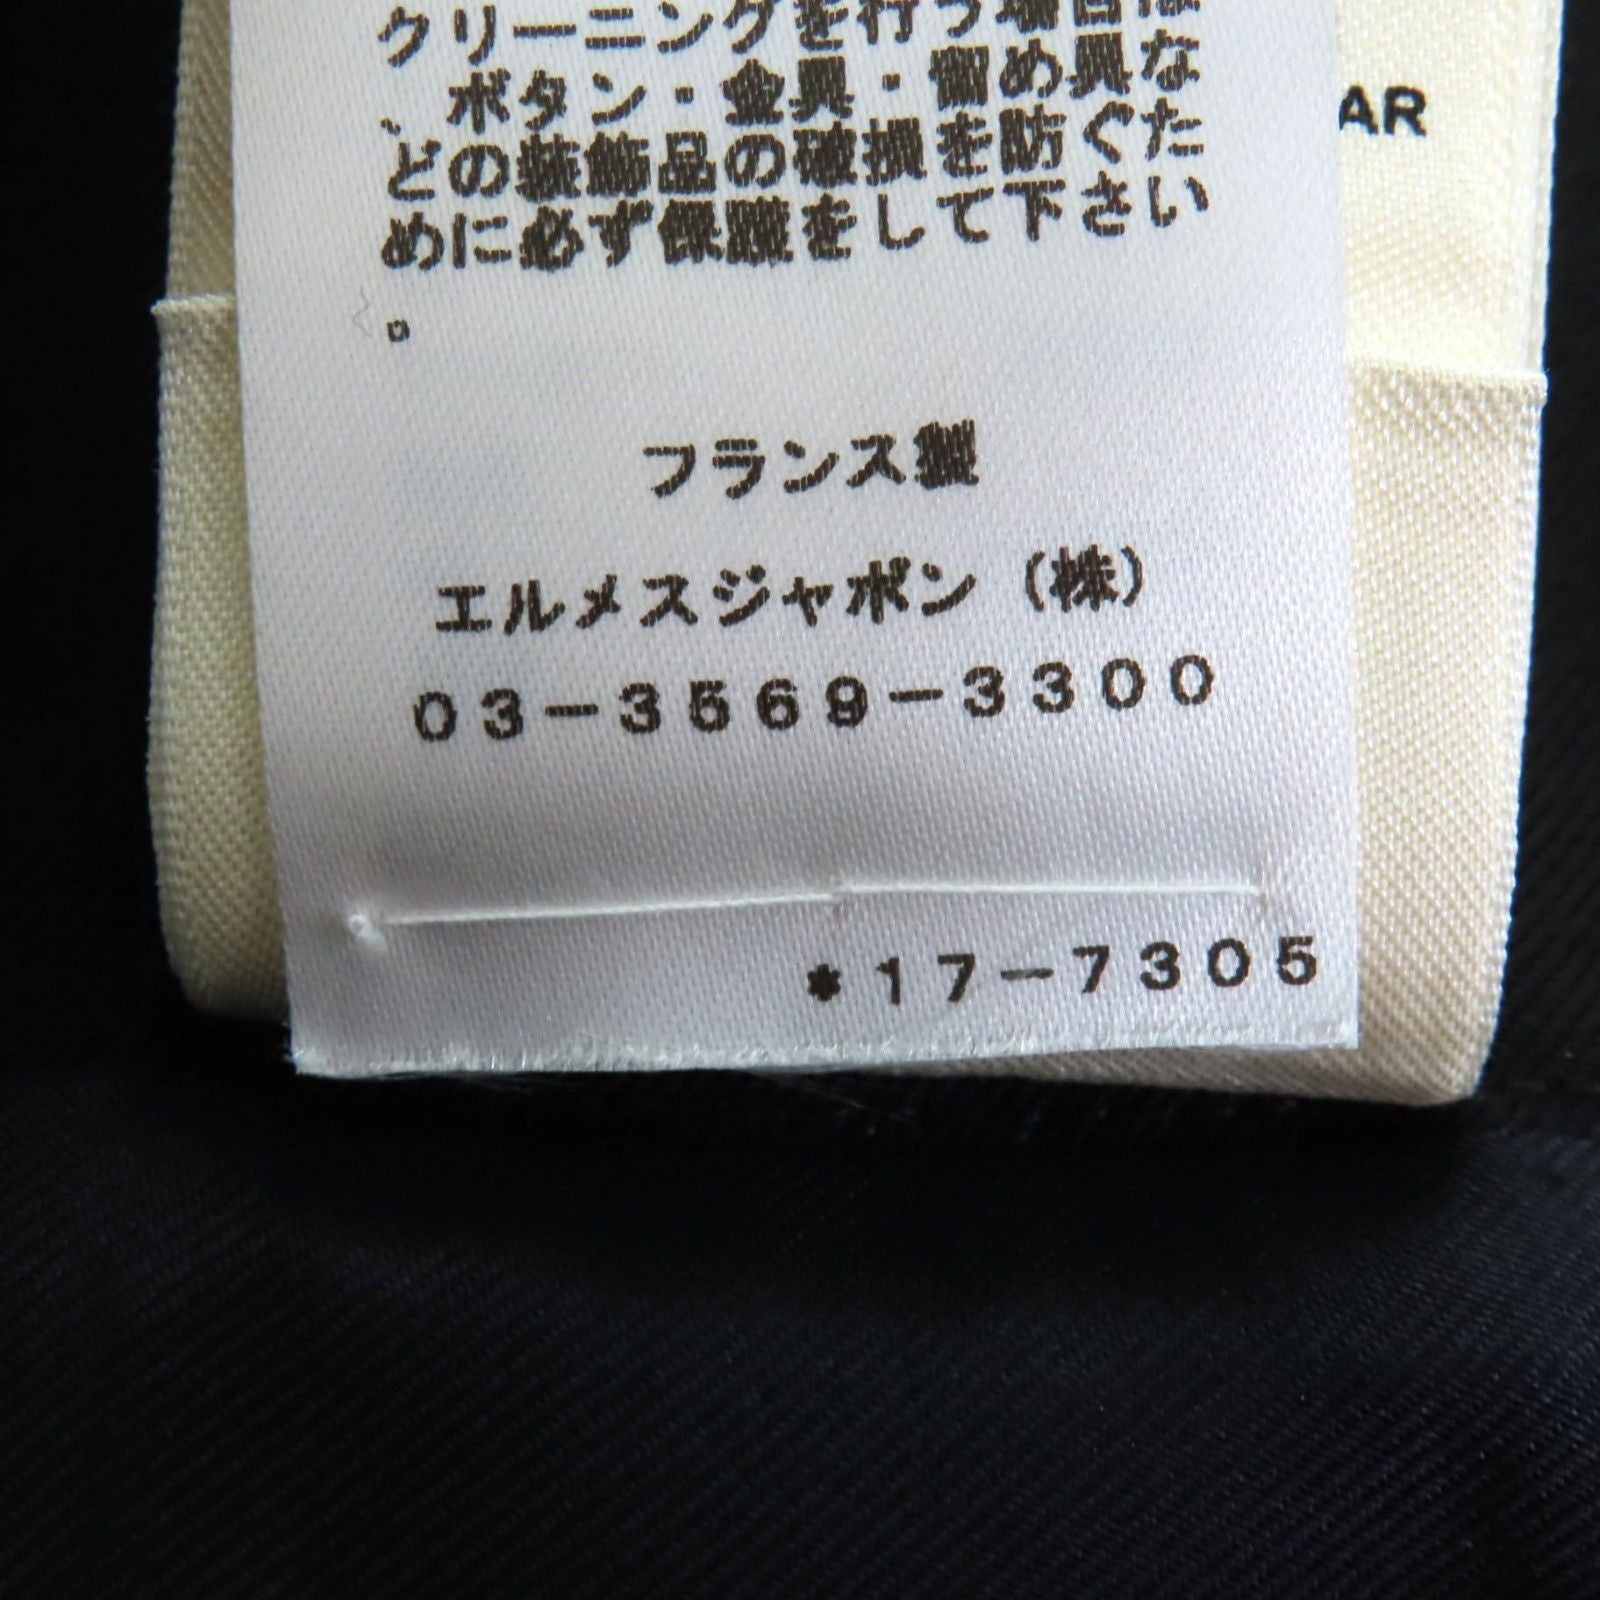 クリーニングを行う場合は
、ボタン・金具・留め具な
どの装飾品の破損を防ぐた
めに必ず保護をして下さい
。
フランス製
エルメスジャポン（株）
03-3569-3300
*17-7305
AR